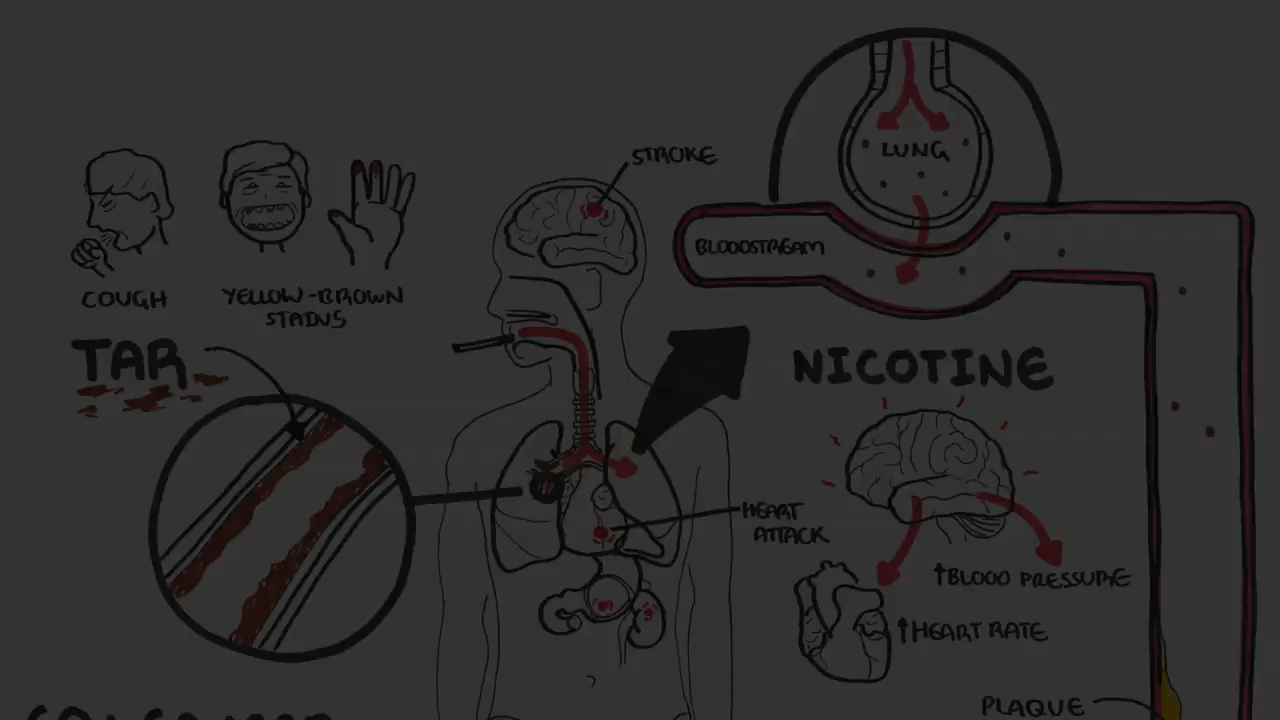 STROKE
LUNG
BLOODSTREAM
COUGH
YELLOW-BROWN
STAINS
TAR
NICOTINE
HEART
ATTACK
↑BLOOD PRESSURE
↑HEART RATE
PLAQUE